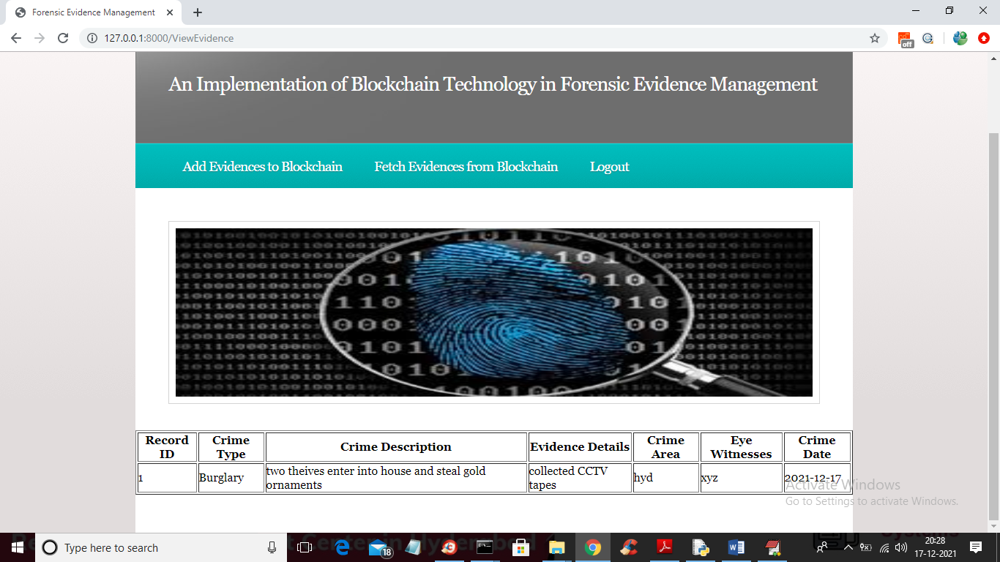 Forensic Evidence Management
127.0.0.1:8000/ViewEvidence
off
An Implementation of Blockchain Technology in Forensic Evidence Management
Add Evidences to Blockchain Fetch Evidences from Blockchain Logout
Record ID Crime Type Crime Description Evidence Details Crime Area Eye Witnesses Crime Date
1 Burglary two theives enter into house and steal gold ornaments collected CCTV tapes hyd xyz 2021-12-17
Activate Windows
Go to Settings to activate Windows.
Type here to search
18
20:28
17-12-2021